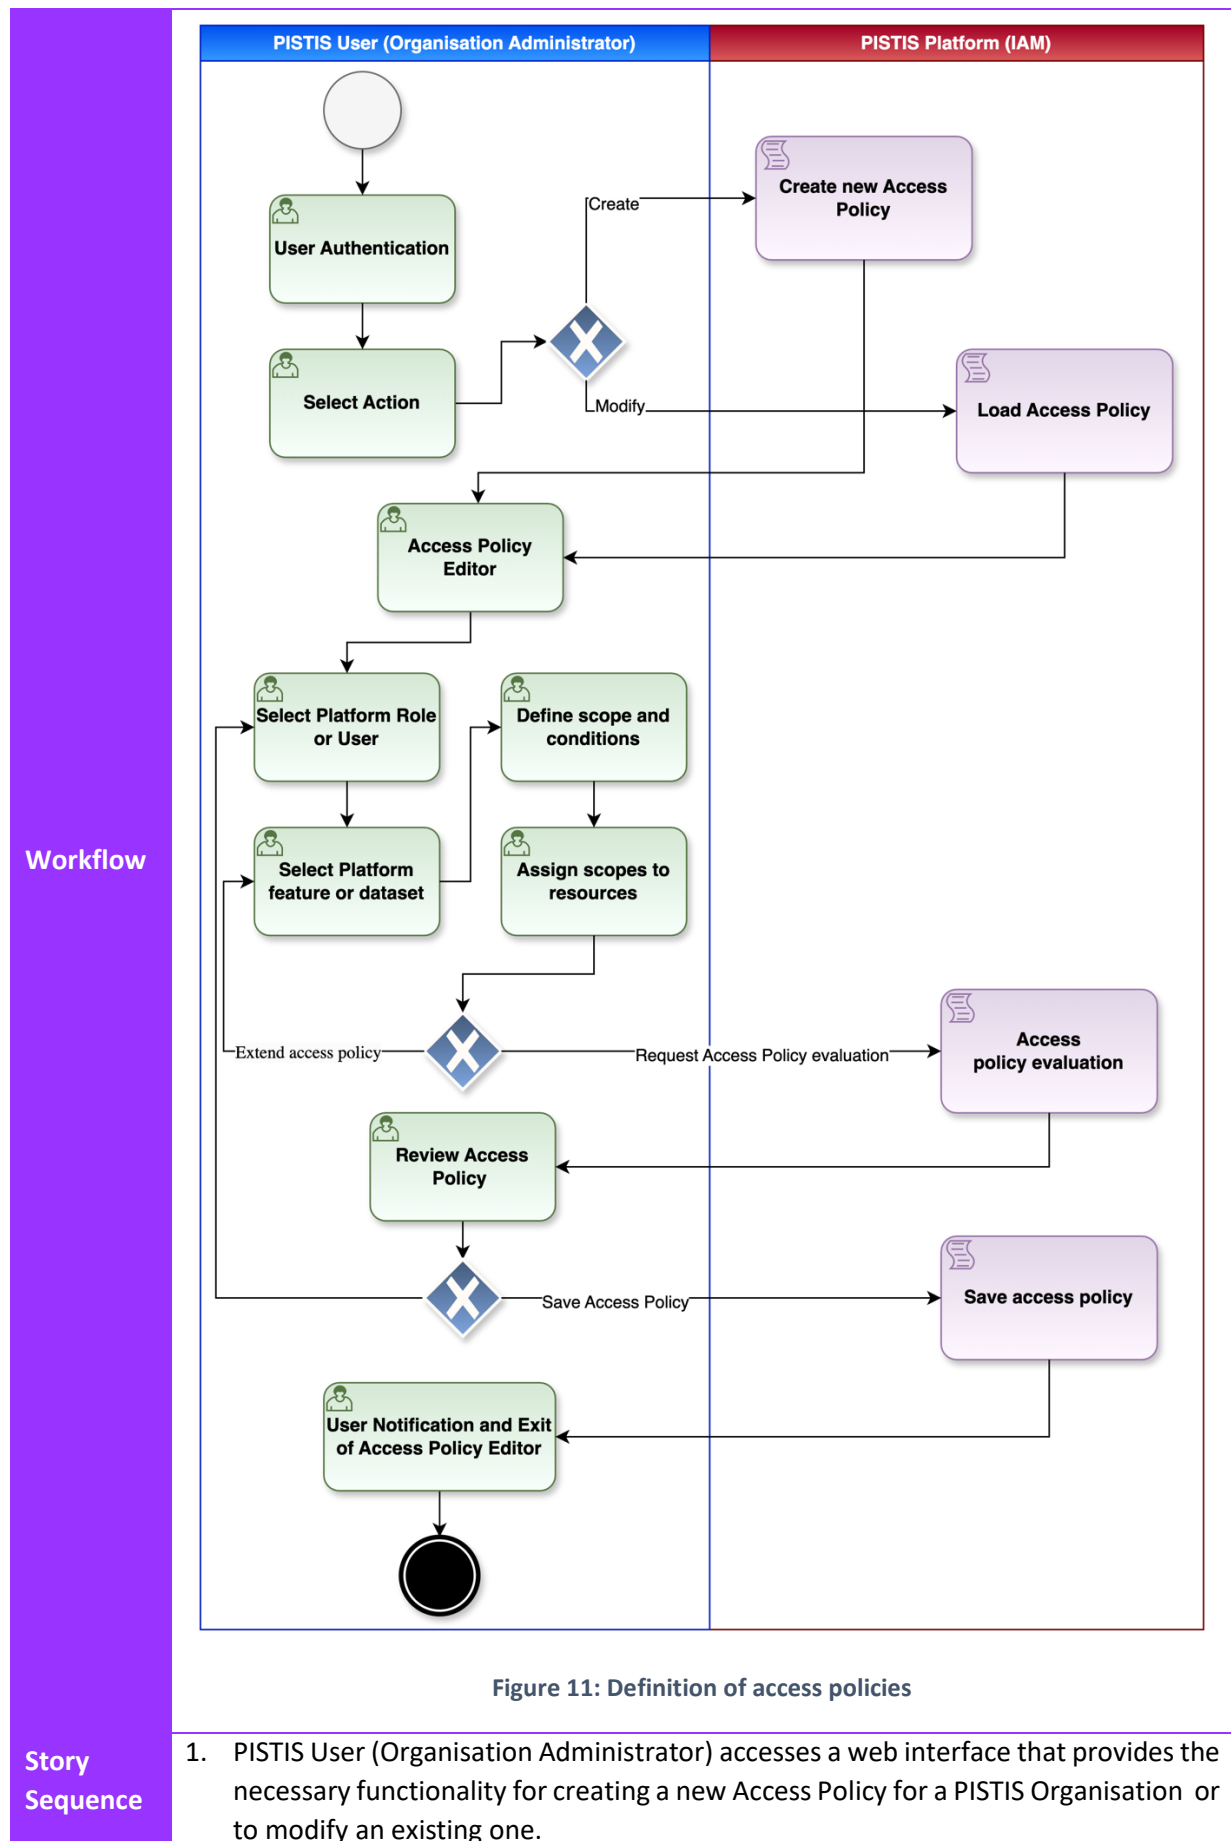 PISTIS User (Organisation Administrator)
PISTIS Platform (IAM)
Create new Access
Policy
Create
User Authentication
Select Action
Modify
Load Access Policy
Access Policy
Editor
Select Platform Role
or User
Define scope and
conditions
Workflow
Select Platform
feature or dataset
Assign scopes to
resources
Extend access policy
Request Access Policy evaluation
Access
policy evaluation
Review Access
Policy
Save Access Policy
Save access policy
User Notification and Exit
of Access Policy Editor
Figure 11: Definition of access policies
Story
Sequence
1. PISTIS User (Organisation Administrator) accesses a web interface that provides the
necessary functionality for creating a new Access Policy for a PISTIS Organisation or
to modify an existing one.